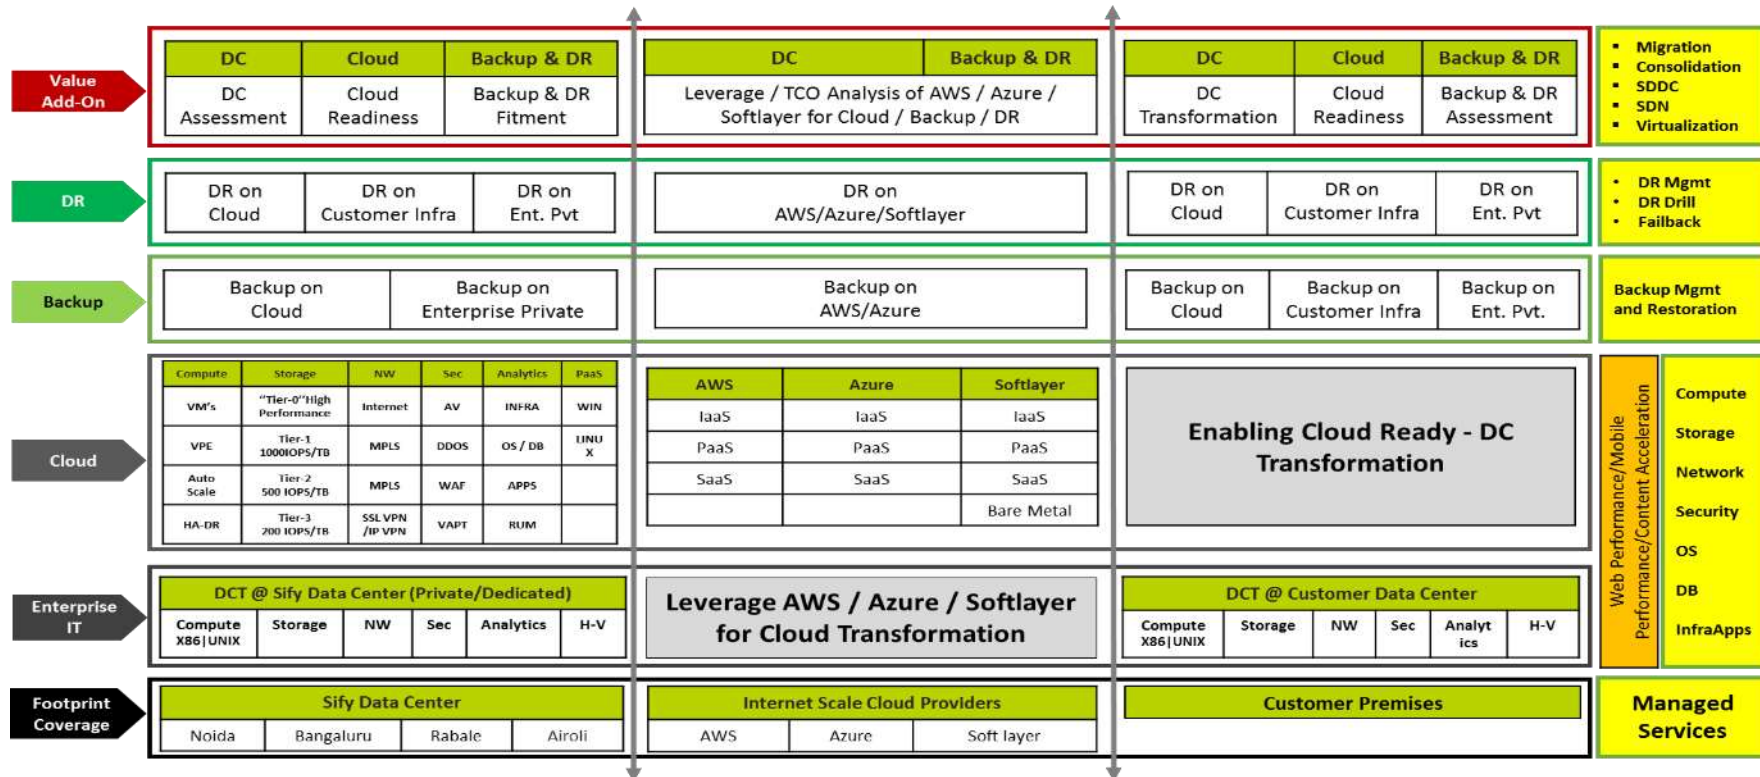 Value
Add-On
DC
Cloud
Backup & DR
DC
Assessment
Cloud
Readiness
Backup & DR
Fitment
DC
Backup & DR
Leverage / TCO Analysis of AWS / Azure /
Softlayer for Cloud / Backup / DR
DC
Cloud
Backup & DR
DC
Transformation
Cloud
Readiness
Backup & DR
Assessment
▪ Migration
▪ Consolidation
▪ SDDC
▪ SDN
▪ Virtualization
DR
DR on
Cloud
DR on
Customer Infra
DR on
Ent. Pvt
DR on
AWS/Azure/Softlayer
DR on
Cloud
DR on
Customer Infra
DR on
Ent. Pvt
• DR Mgmt
• DR Drill
• Failback
Backup
Backup on
Cloud
Backup on
Enterprise Private
Backup on
AWS/Azure
Backup on
Cloud
Backup on
Customer Infra
Backup on
Ent. Pvt.
Backup Mgmt
and Restoration
Cloud
Compute
Storage
NW
Sec
Analytics
PaaS
VM's
"Tier-0"High
Performance
Internet
AV
INFRA
WIN
VPE
Tier-1
1000IOPS/TB
MPLS
DDOS
OS / DB
LINU
X
Auto
Scale
Tier-2
500 IOPS/TB
MPLS
WAF
APPS
HA-DR
Tier-3
200 IOPS/TB
SSL VPN
/IP VPN
VAPT
RUM
AWS
Azure
Softlayer
IaaS
IaaS
IaaS
PaaS
PaaS
PaaS
SaaS
SaaS
SaaS
Bare Metal
Enabling Cloud Ready - DC
Transformation
Web Performance/Mobile
Performance/Content Acceleration
Compute
Storage
Network
Security
OS
DB
InfraApps
Enterprise
IT
DCT @ Sify Data Center (Private/Dedicated)
Compute
X86|UNIX
Storage
NW
Sec
Analytics
H-V
Leverage AWS / Azure / Softlayer
for Cloud Transformation
DCT @ Customer Data Center
Compute
X86|UNIX
Storage
NW
Sec
Analyt
ics
H-V
Footprint
Coverage
Sify Data Center
Noida
Bangaluru
Rabale
Airoli
Internet Scale Cloud Providers
AWS
Azure
Soft layer
Customer Premises
Managed
Services